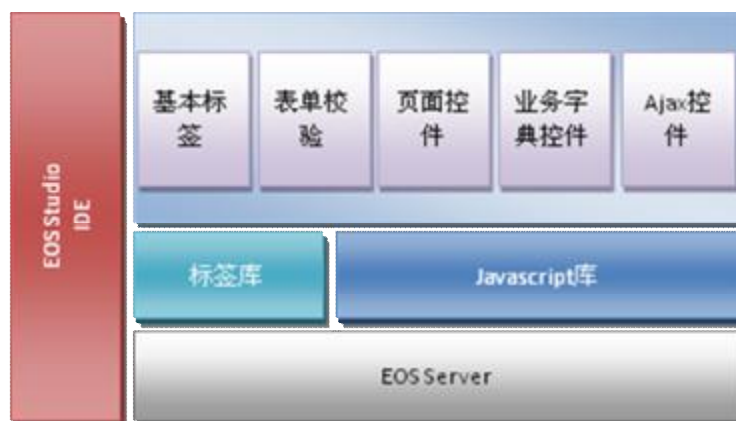 EOS Studio
IDE
基本标
签
表单校
验
页面控
件
业务字
典控件
Ajax控
件
标签库
Javascript库
EOS Server